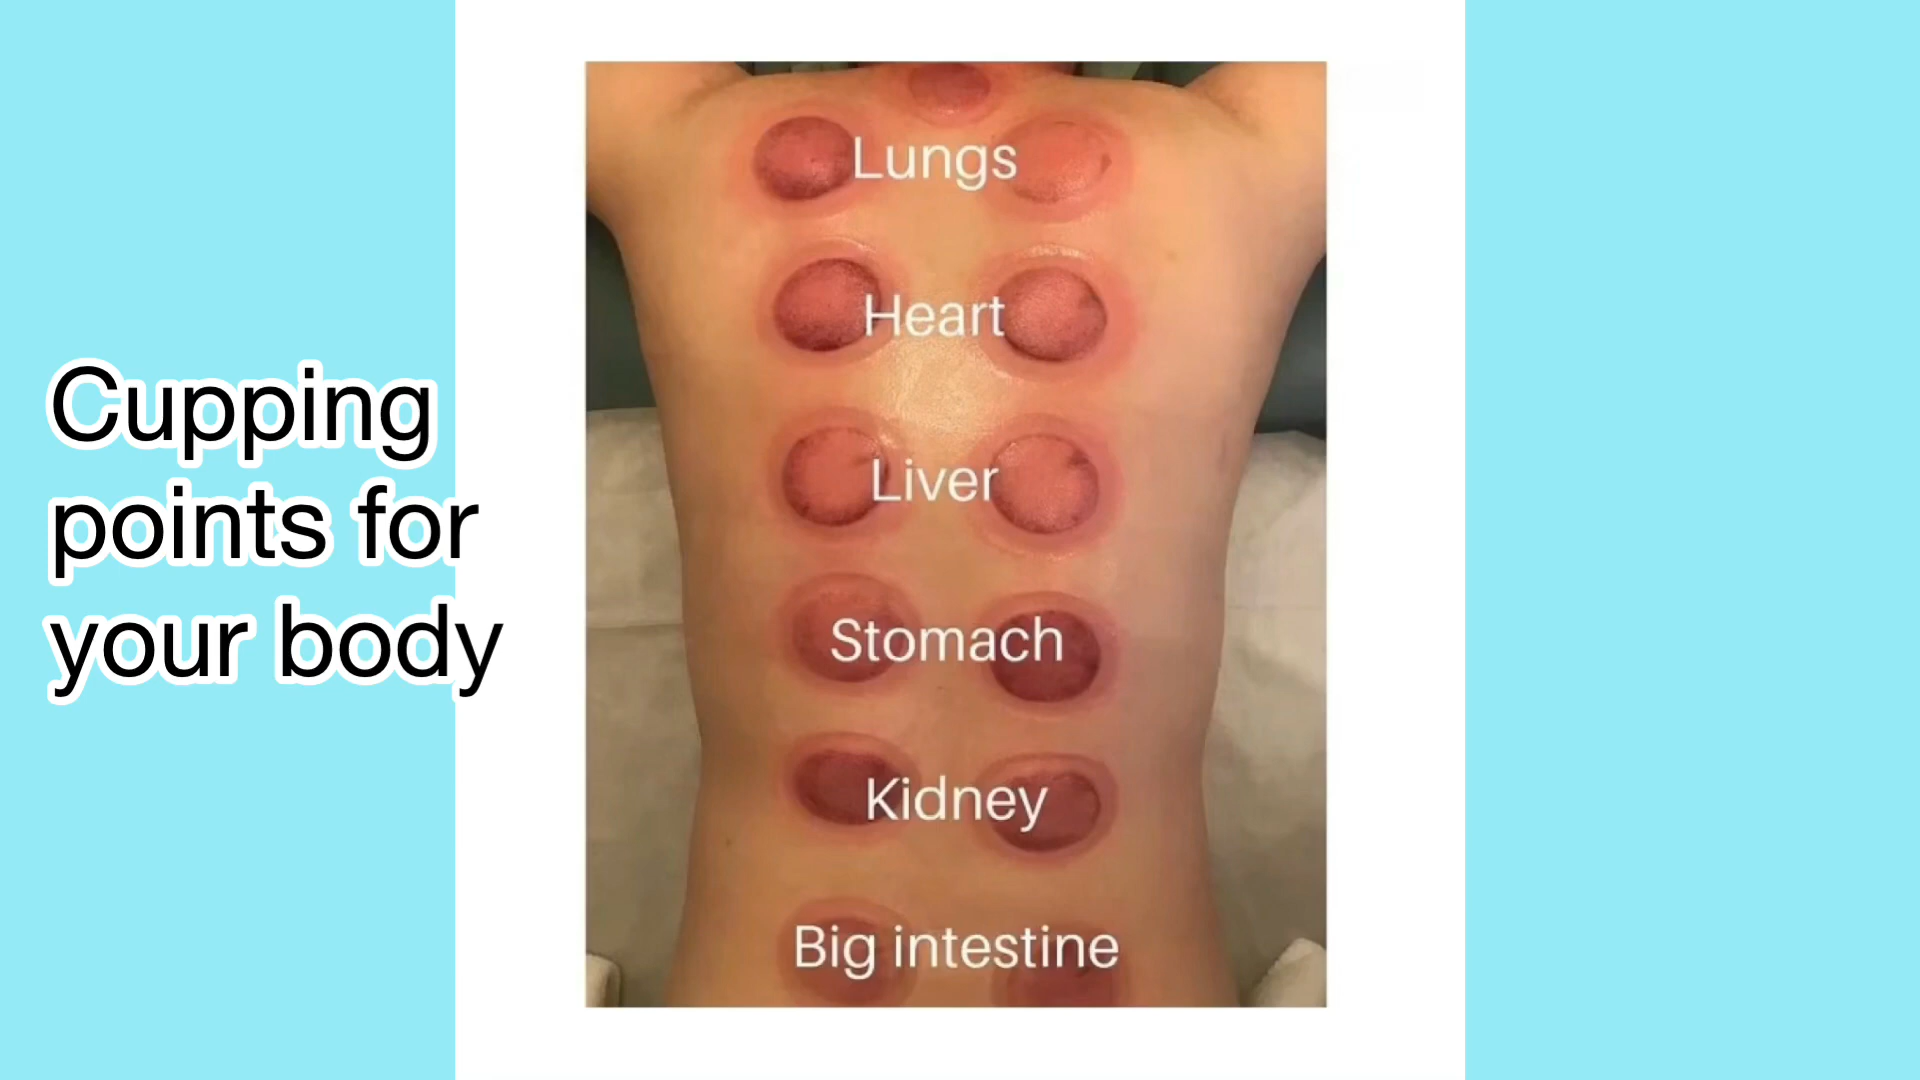 Cupping
points for
your body
Lungs
Heart
Liver
Stomach
Kidney
Big intestine